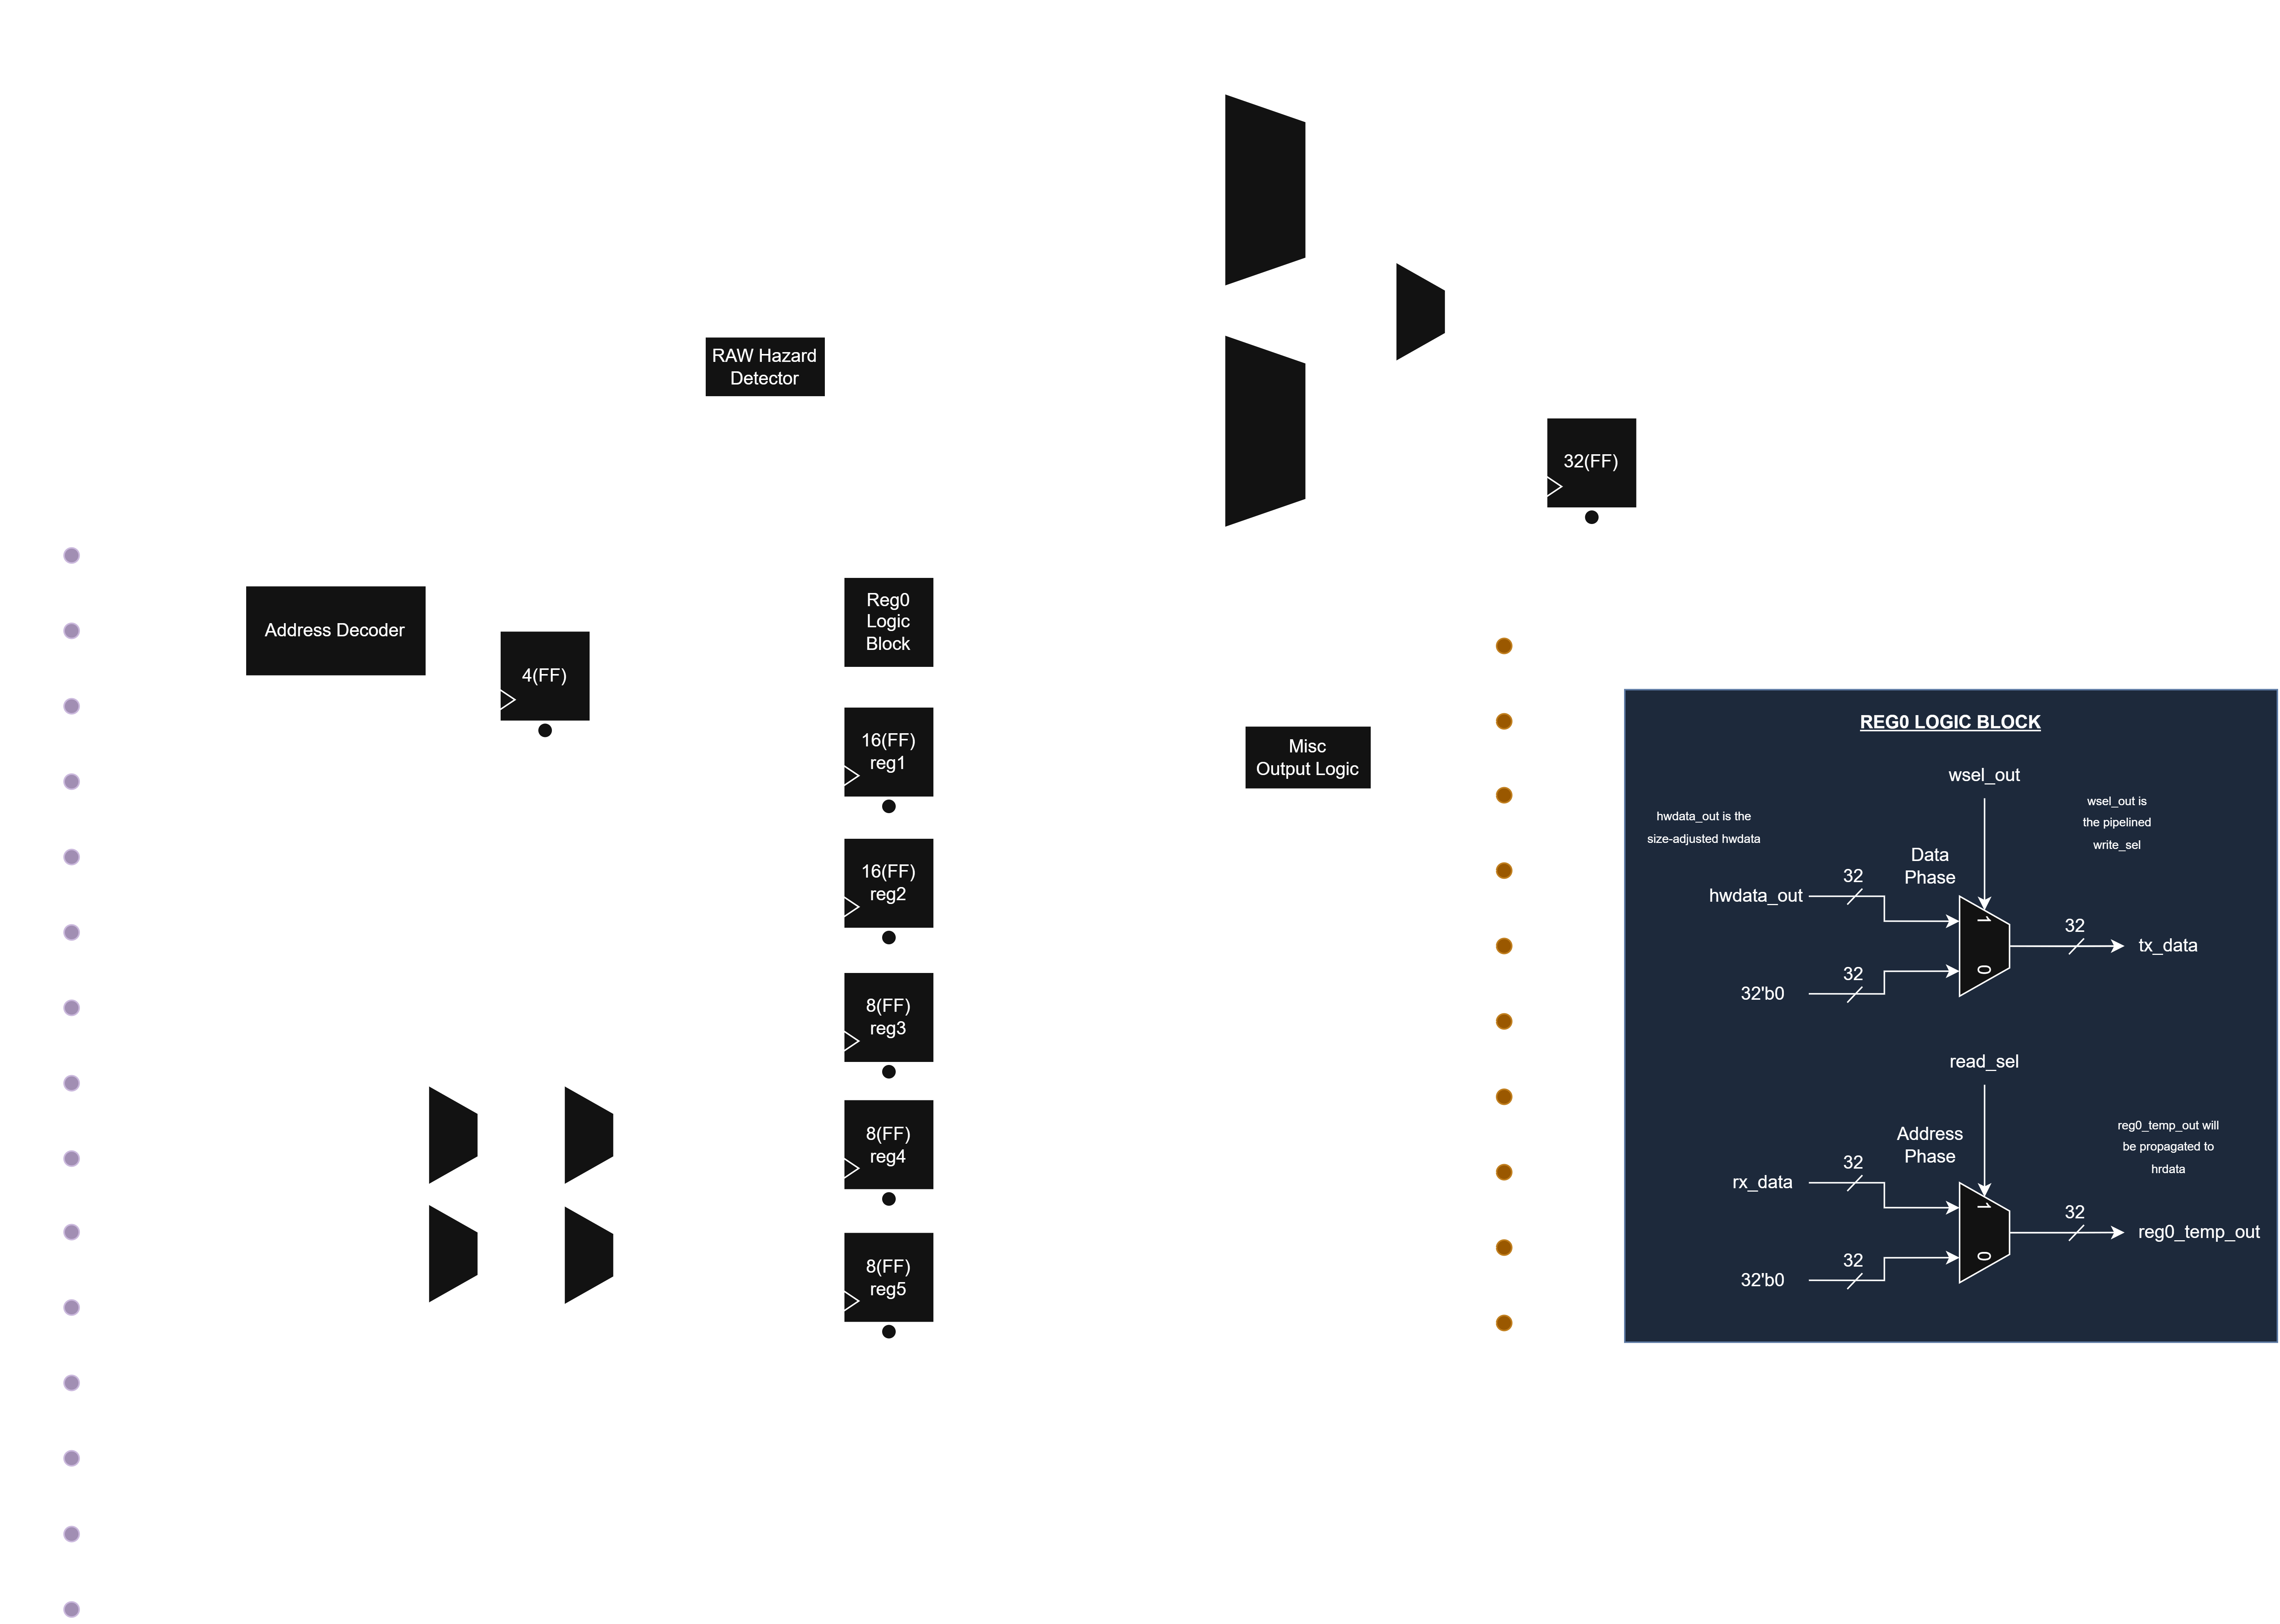 RAW Hazard
Detector
32(FF)
Address Decoder
4(FF)
Reg0
Logic
Block
16(FF)
reg1
16(FF)
reg2
8(FF)
reg3
8(FF)
reg4
8(FF)
reg5
Misc
Output Logic
REG0 LOGIC BLOCK
wsel_out
hwdata_out is the
size-adjusted hwdata
wsel_out is
the pipelined
write_sel
Data
Phase
32
hwdata_out
1
32
tx_data
0
32
32'b0
read_sel
Address
Phase
reg0_temp_out will
be propagated to
hrdata
32
rx_data
1
32
reg0_temp_out
0
32
32'b0